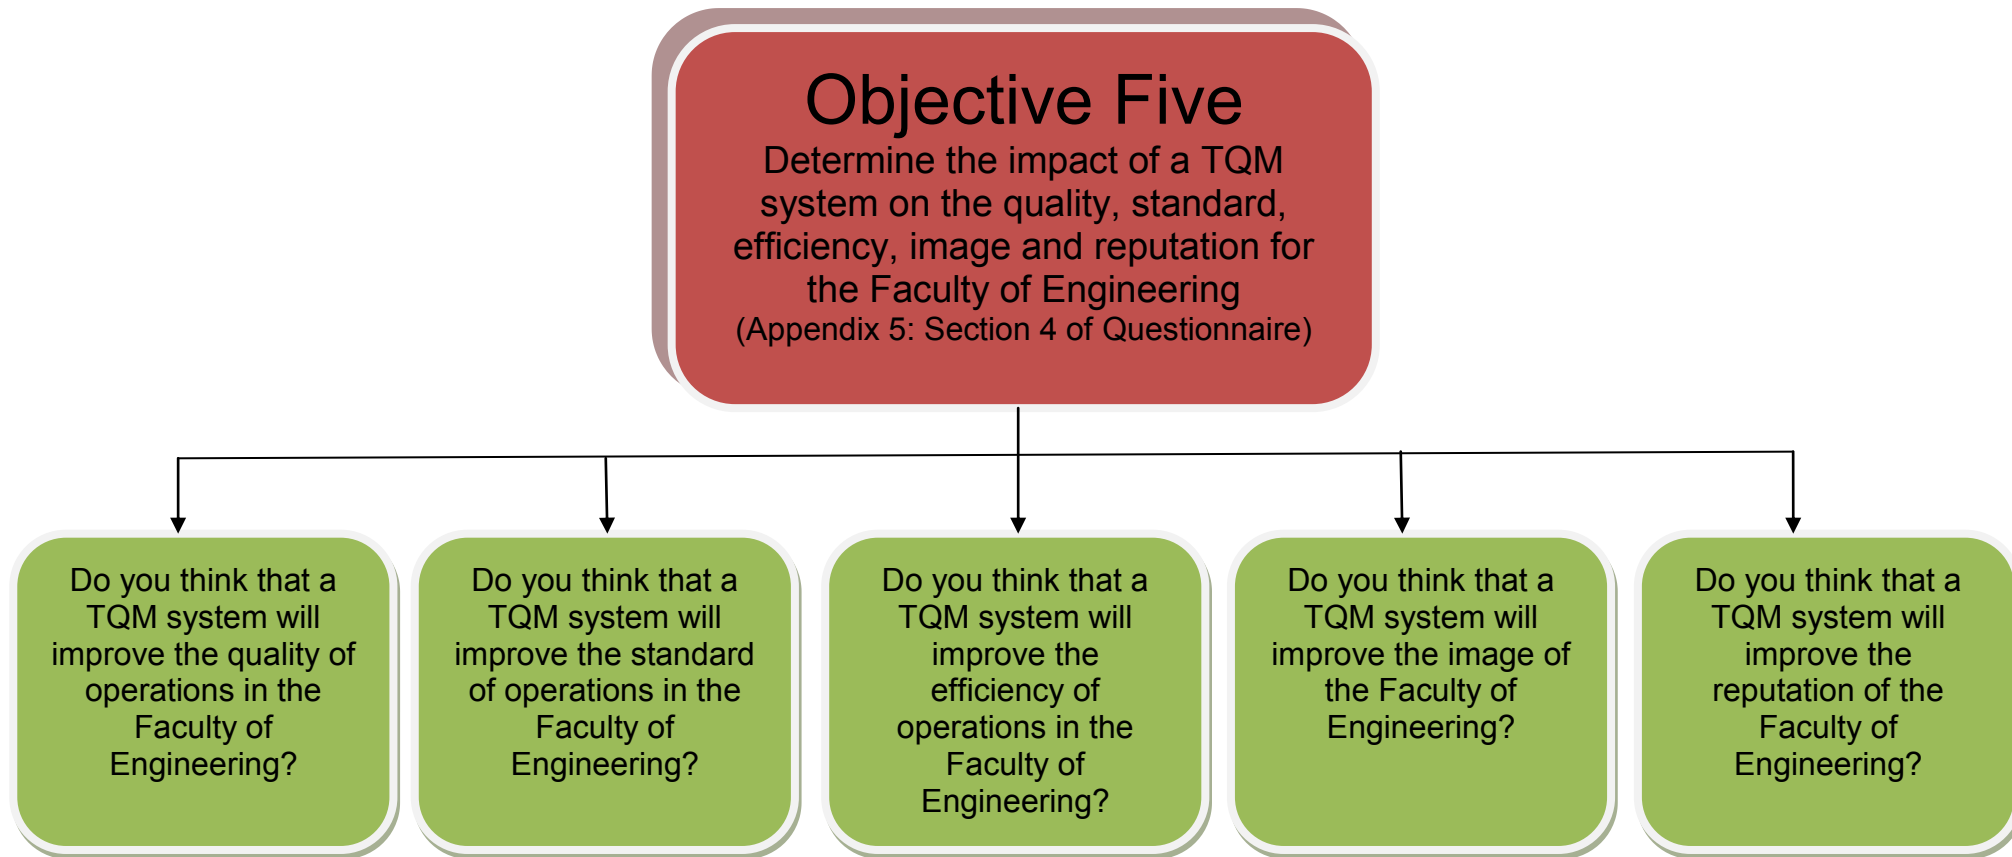 Objective Five
Determine the impact of a TQM
system on the quality, standard,
efficiency, image and reputation for
the Faculty of Engineering
(Appendix 5: Section 4 of Questionnaire)
Do you think that a
TQM system will
improve the quality of
operations in the
Faculty of
Engineering?
Do you think that a
TQM system will
improve the standard
of operations in the
Faculty of
Engineering?
Do you think that a
TQM system will
improve the
efficiency of
operations in the
Faculty of
Engineering?
Do you think that a
TQM system will
improve the image of
the Faculty of
Engineering?
Do you think that a
TQM system will
improve the
reputation of the
Faculty of
Engineering?